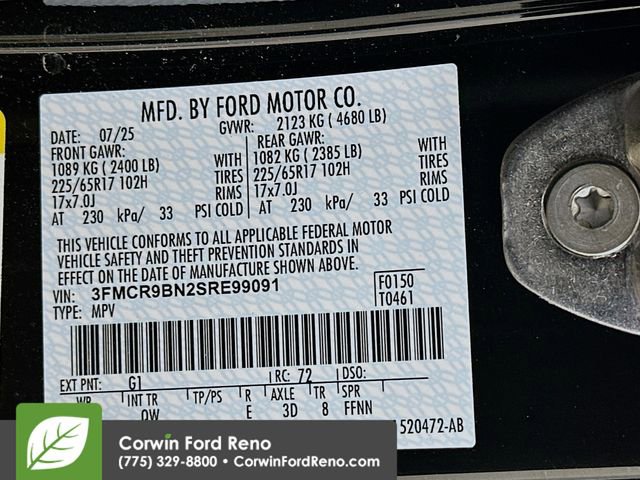 MFD. BY FORD MOTOR CO.
DATE: 07/25 GVWR: 2123 KG ( 4680 LB)
FRONT GAWR: REAR GAWR:
1089 KG ( 2400 LB) WITH 1082 KG ( 2385 LB) WITH
225/65R17 102H TIRES 225/65R17 102H TIRES
17x7.0J RIMS 17x7.0J RIMS
AT 230 kPa/ 33 PSI COLD AT 230 kPa/ 33 PSI COLD
THIS VEHICLE CONFORMS TO ALL APPLICABLE FEDERAL MOTOR
VEHICLE SAFETY AND THEFT PREVENTION STANDARDS IN
EFFECT ON THE DATE OF MANUFACTURE SHOWN ABOVE.
VIN: 3FMCR9BN2SRE99091 F0150
TYPE: MPV T0461
EXT PNT: G1 RC: 72 DSO:
WB INT TR TP/PS R AXLE TR SPR
OW E 3D 8 FFNN
1520472-AB
Corwin Ford Reno
(775) 329-8800 • CorwinFordReno.com